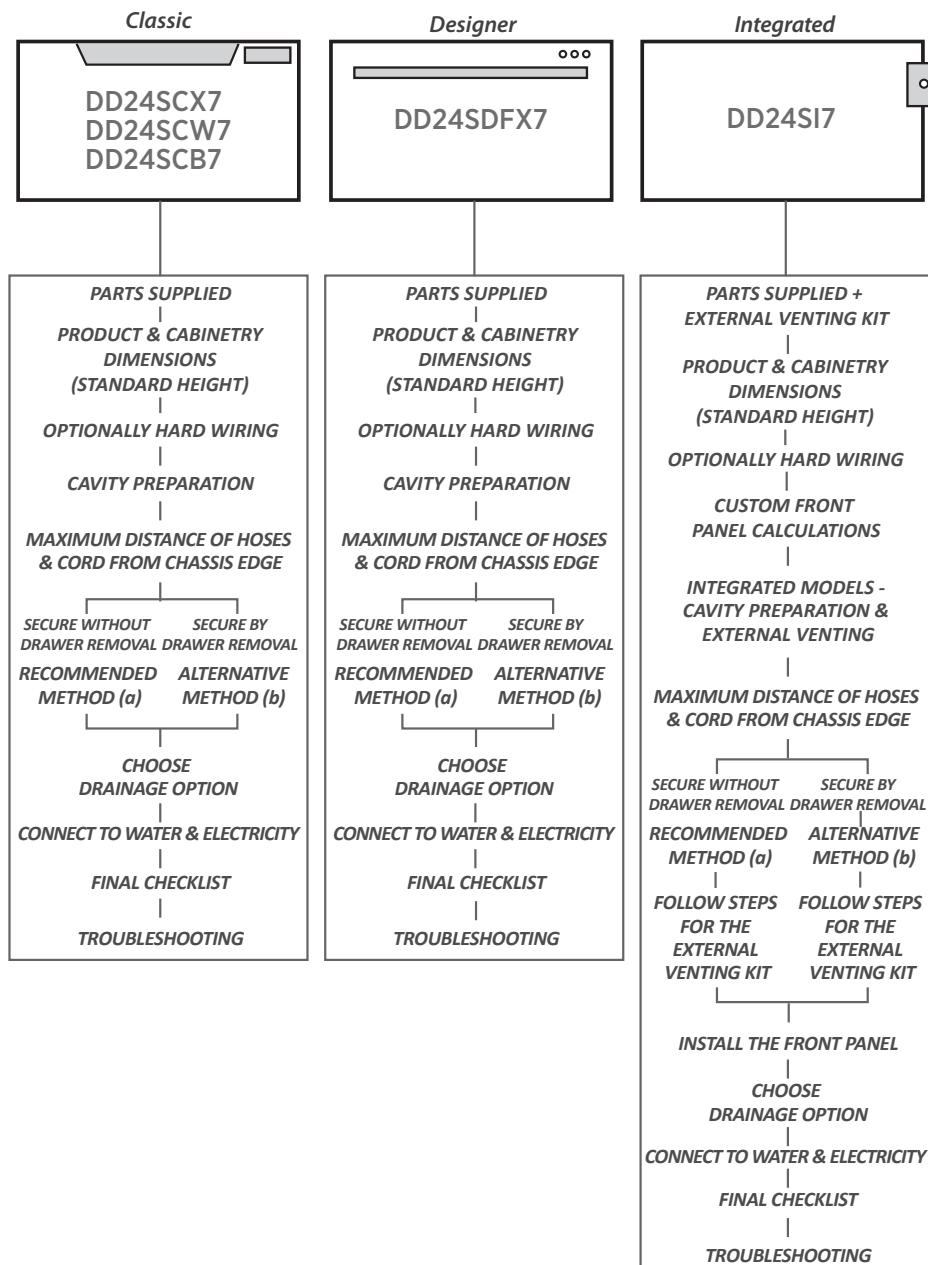 Classic
DD24SCX7
DD24SCW7
DD24SCB7
PARTS SUPPLIED
PRODUCT & CABINETRY
DIMENSIONS
(STANDARD HEIGHT)
OPTIONALLY HARD WIRING
CAVITY PREPARATION
MAXIMUM DISTANCE OF HOSES
& CORD FROM CHASSIS EDGE
SECURE WITHOUT
DRAWER REMOVAL
RECOMMENDED
METHOD (a)
SECURE BY
DRAWER REMOVAL
ALTERNATIVE
METHOD (b)
CHOOSE
DRAINAGE OPTION
CONNECT TO WATER & ELECTRICITY
FINAL CHECKLIST
TROUBLESHOOTING
Designer
DD24SDFX7
PARTS SUPPLIED
PRODUCT & CABINETRY
DIMENSIONS
(STANDARD HEIGHT)
OPTIONALLY HARD WIRING
CAVITY PREPARATION
MAXIMUM DISTANCE OF HOSES
& CORD FROM CHASSIS EDGE
SECURE WITHOUT
DRAWER REMOVAL
RECOMMENDED
METHOD (a)
SECURE BY
DRAWER REMOVAL
ALTERNATIVE
METHOD (b)
CHOOSE
DRAINAGE OPTION
CONNECT TO WATER & ELECTRICITY
FINAL CHECKLIST
TROUBLESHOOTING
Integrated
DD24SI7
PARTS SUPPLIED +
EXTERNAL VENTING KIT
PRODUCT & CABINETRY
DIMENSIONS
(STANDARD HEIGHT)
OPTIONALLY HARD WIRING
CUSTOM FRONT
PANEL CALCULATIONS
INTEGRATED MODELS -
CAVITY PREPARATION &
EXTERNAL VENTING
MAXIMUM DISTANCE OF HOSES
& CORD FROM CHASSIS EDGE
SECURE WITHOUT
DRAWER REMOVAL
RECOMMENDED
METHOD (a)
FOLLOW STEPS
FOR THE
EXTERNAL
VENTING KIT
SECURE BY
DRAWER REMOVAL
ALTERNATIVE
METHOD (b)
FOLLOW STEPS
FOR THE
EXTERNAL
VENTING KIT
INSTALL THE FRONT PANEL
CHOOSE
DRAINAGE OPTION
CONNECT TO WATER & ELECTRICITY
FINAL CHECKLIST
TROUBLESHOOTING